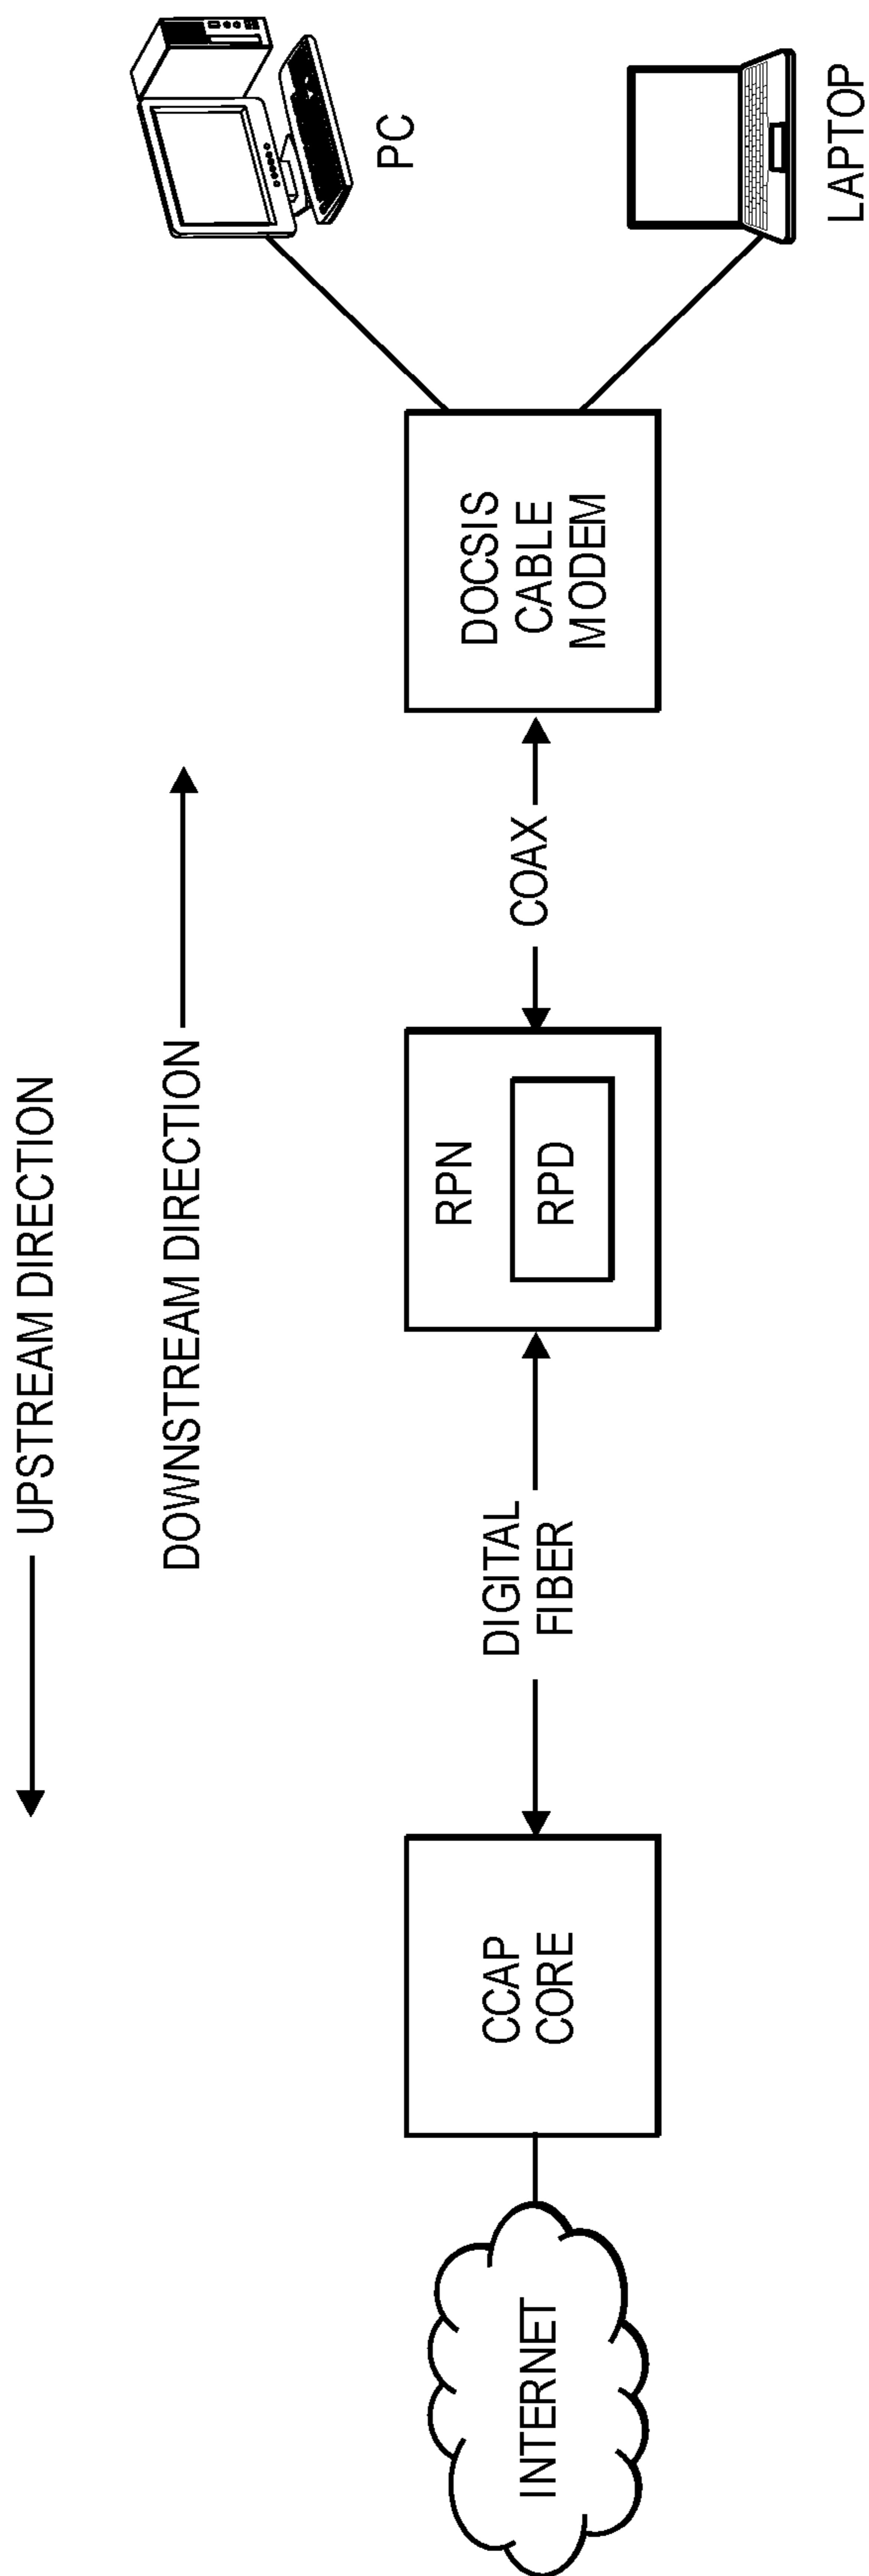 UPSTREAM DIRECTION
DOWNSTREAM DIRECTION
INTERNET
CCAP
CORE
DIGITAL
FIBER
RPN
RPD
COAX
DOCSIS
CABLE
MODEM
PC
LAPTOP